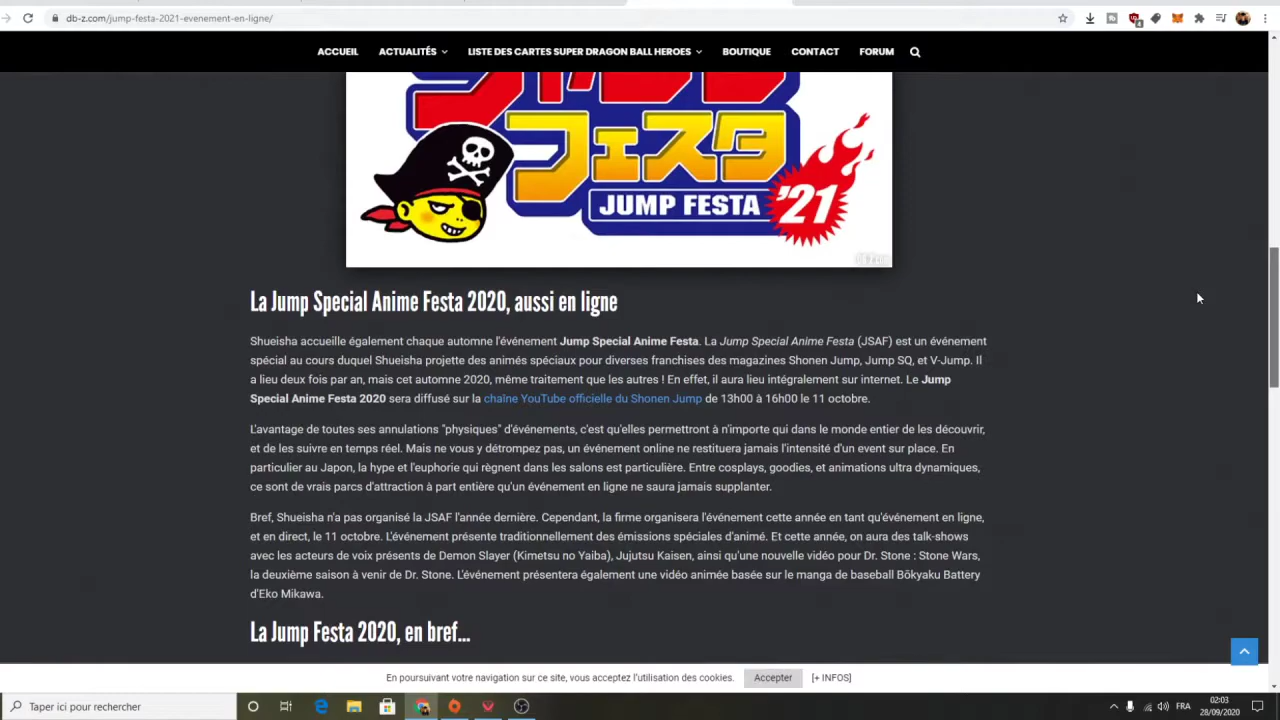 db-z.com/jump-festa-2021-evenement-en-ligne/
ACCUEIL ACTUALITÉS LISTE DES CARTES SUPER DRAGON BALL HEROES BOUTIQUE CONTACT FORUM
フェスタ
JUMP FESTA '21
La Jump Special Anime Festa 2020, aussi en ligne
Shueisha accueille également chaque automne l'événement Jump Special Anime Festa. La Jump Special Anime Festa (JSAF) est un événement
spécial au cours duquel Shueisha projette des animés spéciaux pour diverses franchises des magazines Shonen Jump, Jump SQ, et V-Jump. Il
a lieu deux fois par an, mais cet automne 2020, même traitement que les autres ! En effet, il aura lieu intégralement sur internet. Le Jump
Special Anime Festa 2020 sera diffusé sur la chaîne YouTube officielle du Shonen Jump de 13h00 à 16h00 le 11 octobre.
L'avantage de toutes ses annulations "physiques" d'événements, c'est qu'elles permettront à n'importe qui dans le monde entier de les découvrir,
et de les suivre en temps réel. Mais ne vous y détrompez pas, un événement online ne restituera jamais l'intensité d'un event sur place. En
particulier au Japon, la hype et l'euphorie qui règnent dans les salons est particulière. Entre cosplays, goodies, et animations ultra dynamiques,
ce sont de vrais parcs d'attraction à part entière qu'un événement en ligne ne saura jamais supplanter.
Bref, Shueisha n'a pas organisé la JSAF l'année dernière. Cependant, la firme organisera l'événement cette année en tant qu'événement en ligne,
et en direct, le 11 octobre. L'événement présente traditionnellement des émissions spéciales d'animé. Et cette année, on aura des talk-shows
avec les acteurs de voix présents de Demon Slayer (Kimetsu no Yaiba), Jujutsu Kaisen, ainsi qu'une nouvelle vidéo pour Dr. Stone : Stone Wars,
la deuxième saison à venir de Dr. Stone. L'événement présentera également une vidéo animée basée sur le manga de baseball Bōkyaku Battery
d'Eko Mikawa.
La Jump Festa 2020, en bref...
En poursuivant votre navigation sur ce site, vous acceptez l'utilisation des cookies. Accepter [+ INFOS]
Taper ici pour rechercher
FRA
02:03
28/09/2020